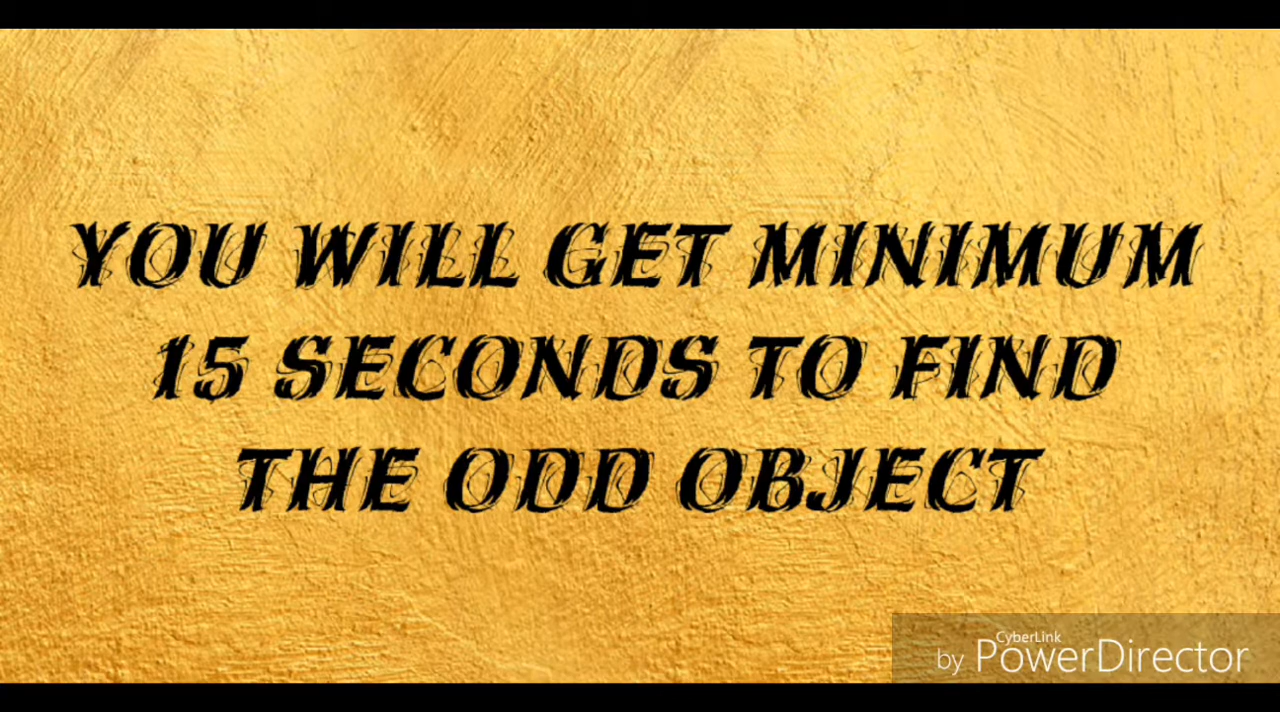 YOU WILL GET MINIMUM
15 SECONDS TO FIND
THE ODD OBJECT
CyberLink
by PowerDirector